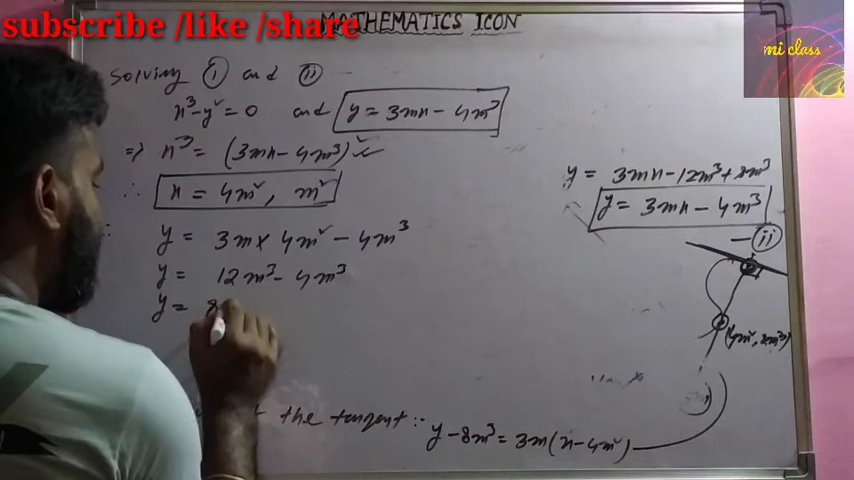 subscribe /like /share
MATHEMATICS ICON
mi class
Solving (i) and (ii)
x³-y²=0 and y = 3mx - 4m³
⇒ x³ = (3mx - 4m³)²
∴ x = 4m², m²
y = 3m × 4m² - 4m³
y = 12m³ - 4m³
y = 8
y = 3mx - 12m³ + 8m³
y = 3mx - 4m³
(ii)
(4m², 8m³)
the tangent :- y - 8m³ = 3m(x - 4m²)